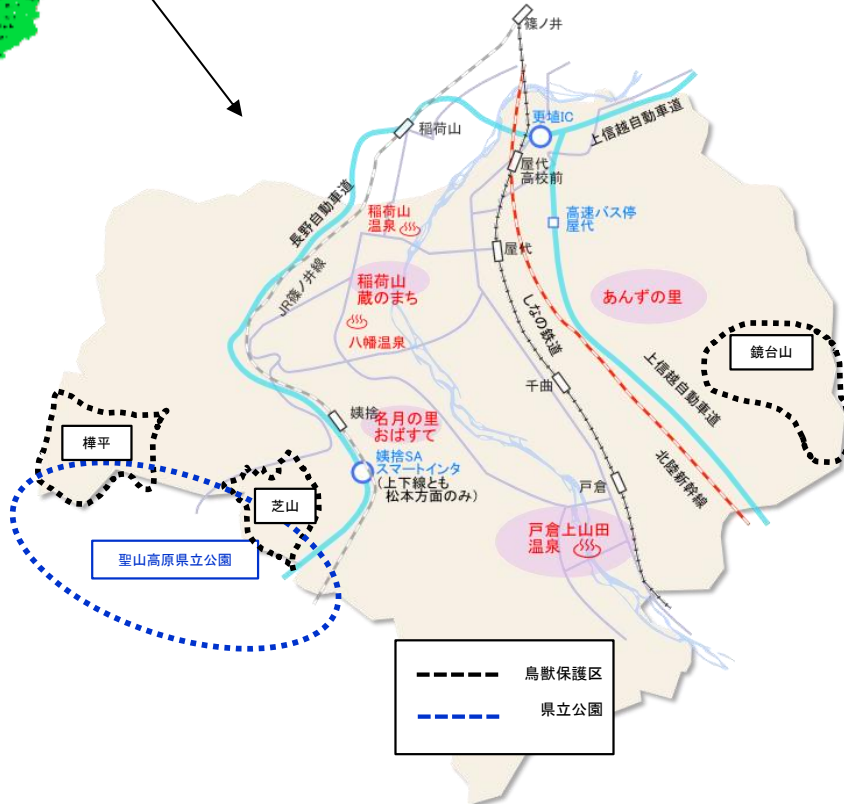 篠ノ井
稲荷山
更埴IC
上信越自動車道
屋代
高校前
長野自動車道
稲荷山
温泉
高速バス停
屋代
屋代
JR篠ノ井線
稲荷山
蔵のまち
あんずの里
しなの鉄道
八幡温泉
鏡台山
上信越自動車道
千曲
姨捨
名月の里
おばすて
樺平
姨捨SA
スマートインタ
(上下線とも
松本方面のみ)
北陸新幹線
戸倉
芝山
戸倉上山田
温泉
聖山高原県立公園
鳥獣保護区
県立公園